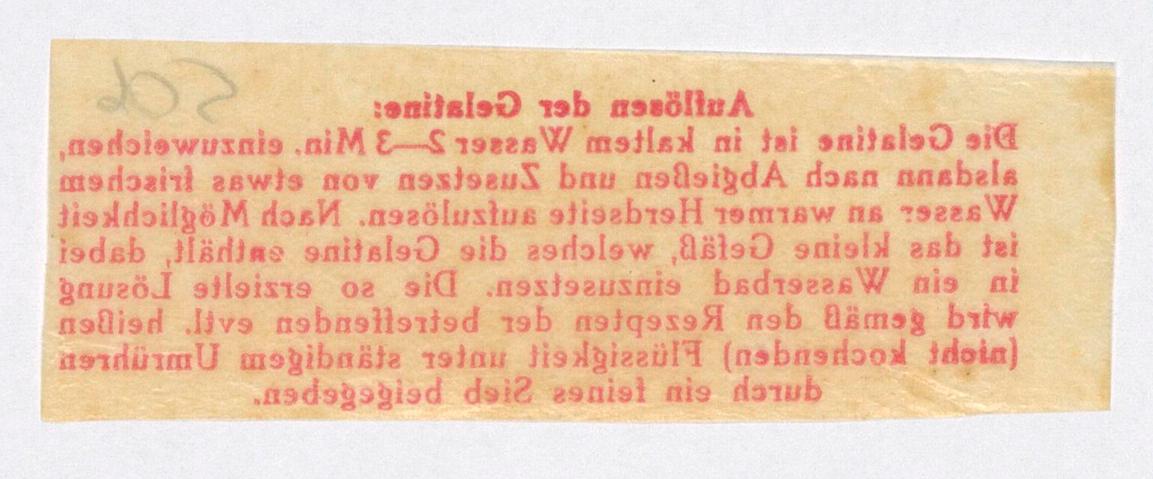 50b
Auflösen der Gelatine:
Die Gelatine ist in kaltem Wasser 2—3 Min. einzuweichen,
alsdann nach Abgießen und Zusetzen von etwas frischem
Wasser an warmer Herdseite aufzulösen. Nach Möglichkeit
ist das kleine Gefäß, welches die Gelatine enthält, dabei
in ein Wasserbad einzusetzen. Die so erzielte Lösung
wird gemäß den Rezepten der betreffenden evtl. heißen
(nicht kochenden) Flüssigkeit unter ständigem Umrühren
durch ein feines Sieb beigegeben.